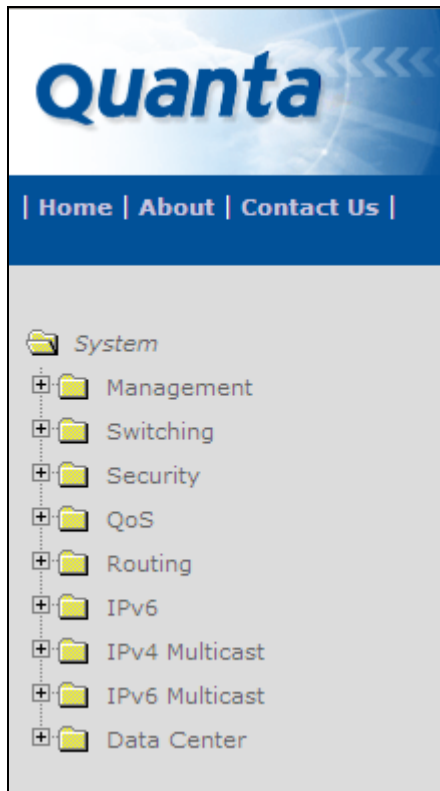 Quanta
| Home | About | Contact Us |
System
Management
Switching
Security
QoS
Routing
IPv6
IPv4 Multicast
IPv6 Multicast
Data Center